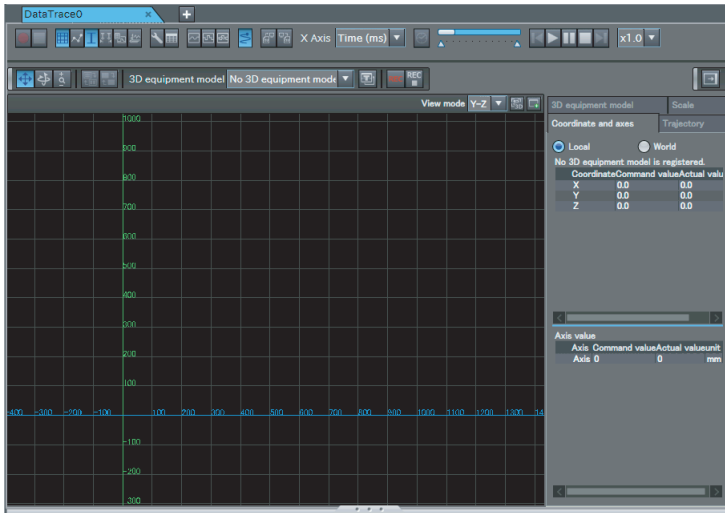 DataTrace0 × +
X Axis Time (ms) x1.0
3D equipment model No 3D equipment mode REC
View mode Y-Z
3D equipment model Scale
Coordinate and axes Trajectory
Local World
No 3D equipment model is registered.
Coordinate Command value Actual valu
X 0.0 0.0
Y 0.0 0.0
Z 0.0 0.0
Axis value
Axis Command value Actual value unit
Axis 0 0 mm
1000
900
800
700
600
500
400
300
200
100
-400 -300 -200 -100 100 200 300 400 500 600 700 800 900 1000 1100 1200 1300 14
-100
-200
-300